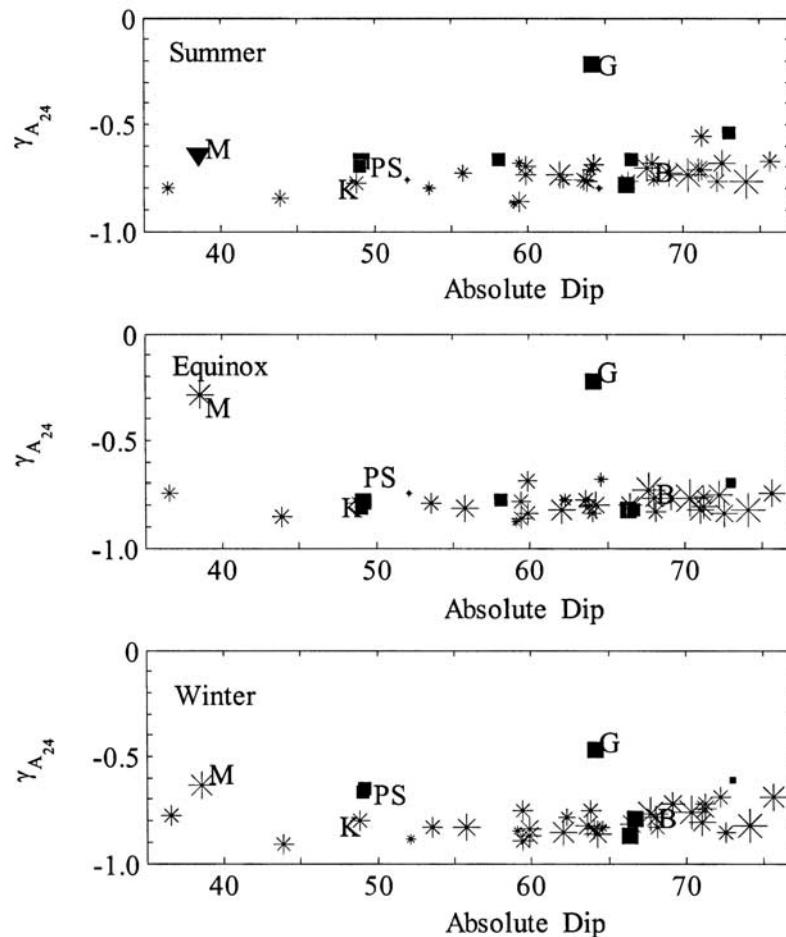 0
Summer
G
-0.5
M
PS
K
B
-1.0
40 50 60 70
Absolute Dip
γA24
0
Equinox
G
M
-0.5
PS
K
B
-1.0
40 50 60 70
Absolute Dip
γA24
0
Winter
G
-0.5
M
PS
K
B
-1.0
40 50 60 70
Absolute Dip
γA24